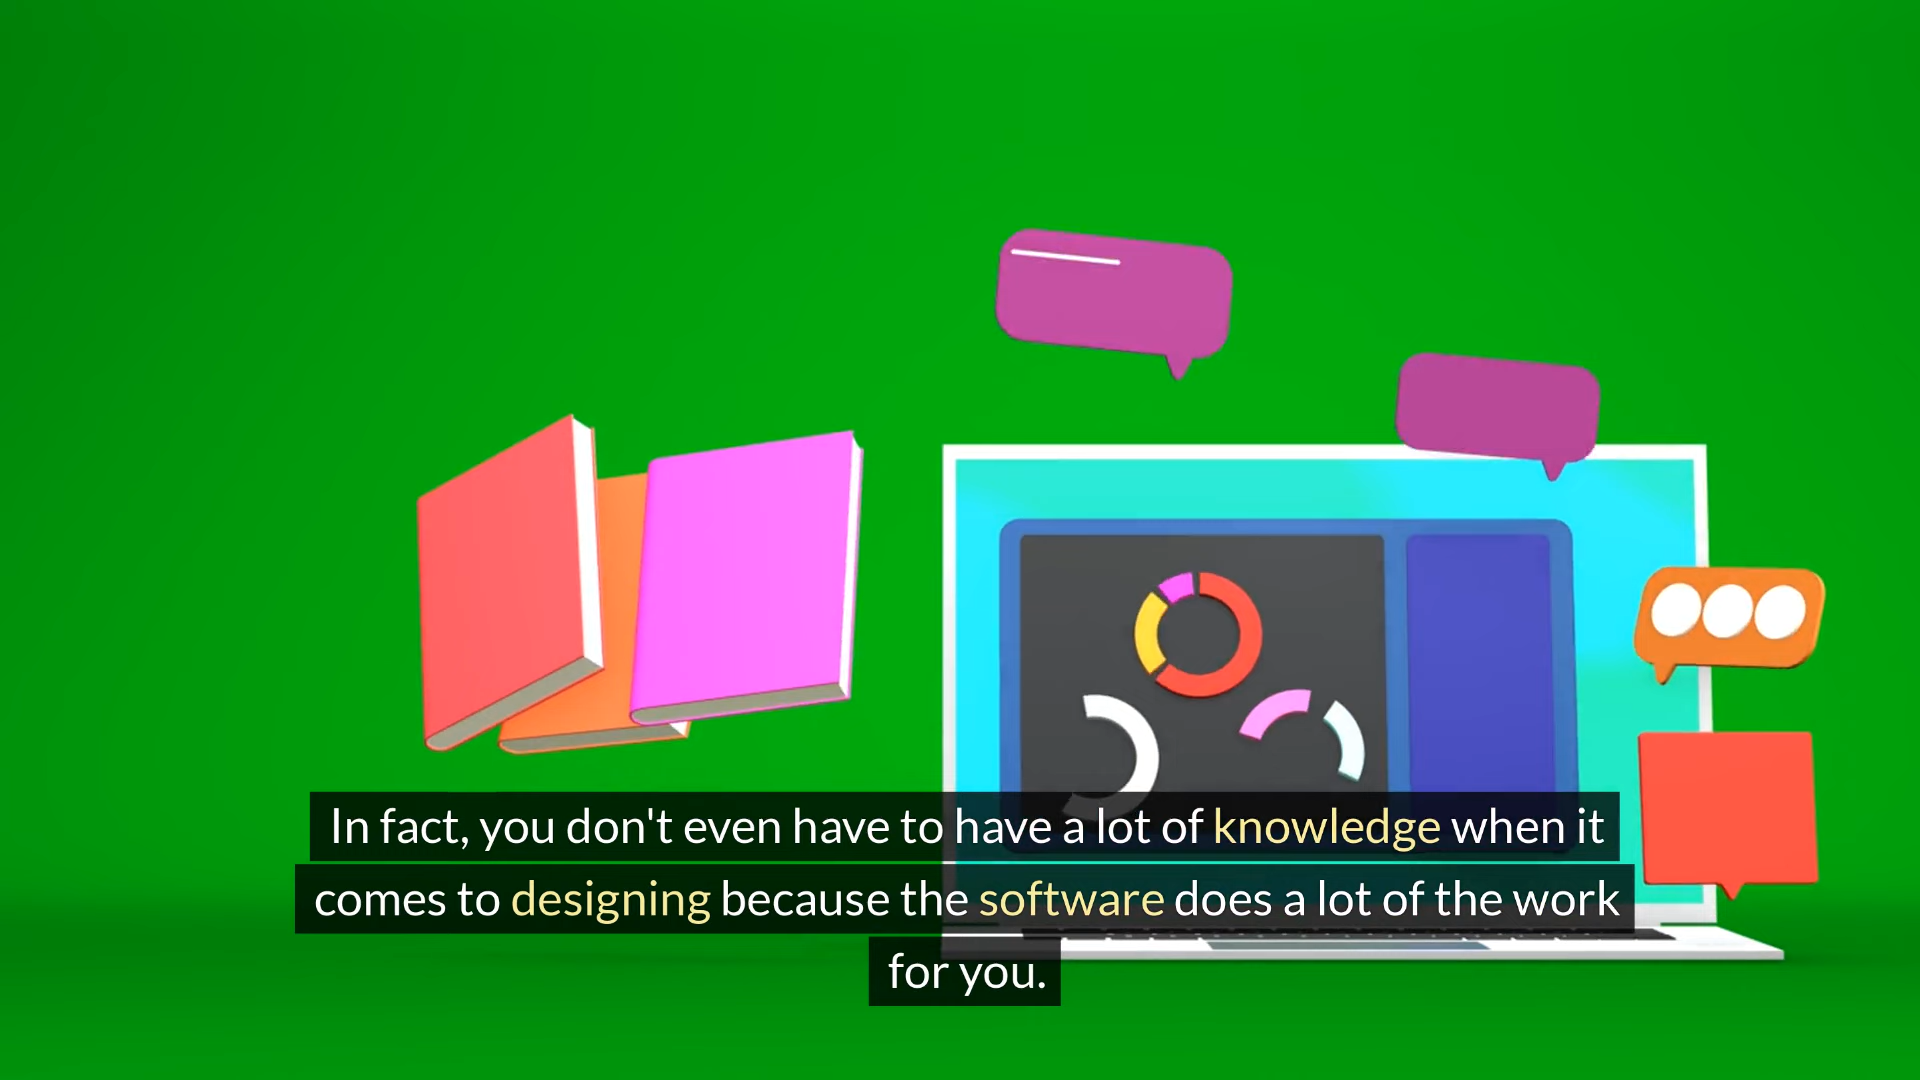 In fact, you don't even have to have a lot of knowledge when it
comes to designing because the software does a lot of the work
for you.